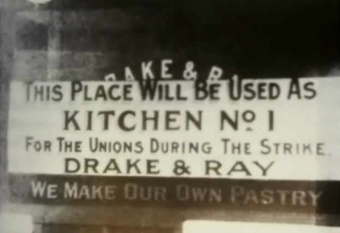 DRAKE & R
THIS PLACE WILL BE USED AS
KITCHEN No 1
FOR THE UNIONS DURING THE STRIKE.
DRAKE & RAY
WE MAKE OUR OWN PASTRY